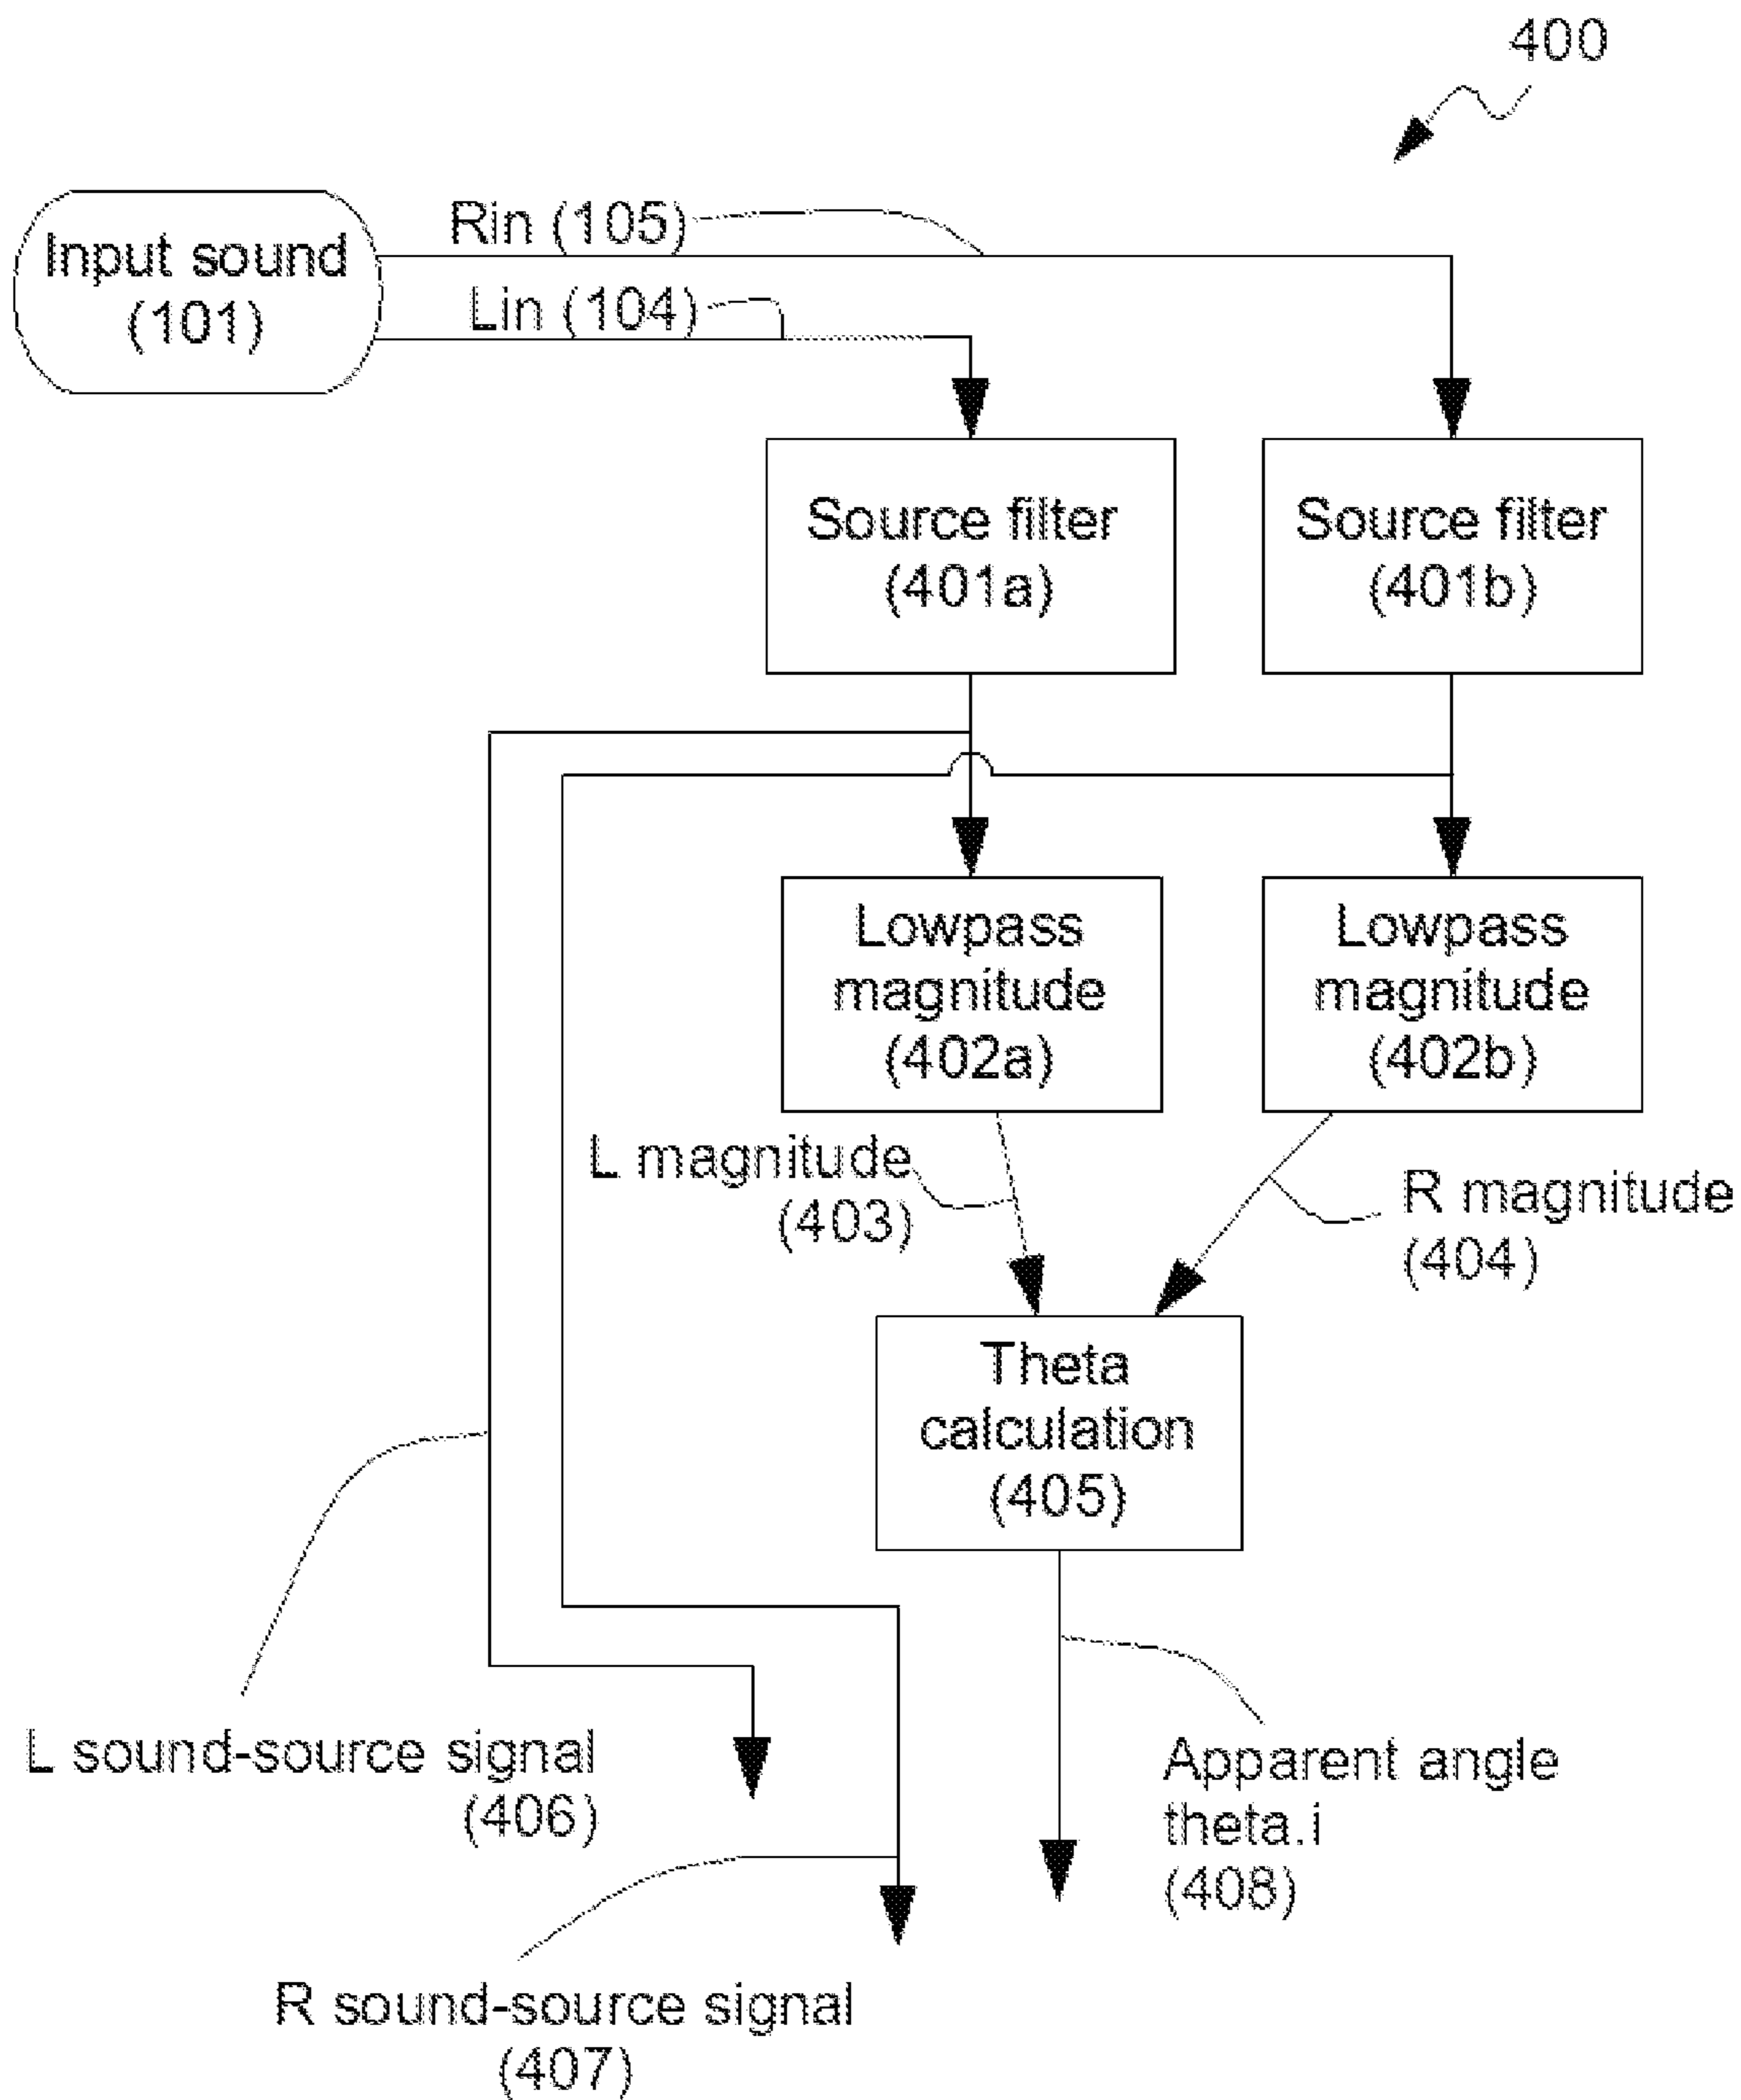 400
Input sound
(101)
Rin (105)
Lin (104)
Source filter
(401a)
Source filter
(401b)
Lowpass
magnitude
(402a)
Lowpass
magnitude
(402b)
L magnitude
(403)
R magnitude
(404)
Theta
calculation
(405)
L sound-source signal
(406)
Apparent angle
theta.i
(408)
R sound-source signal
(407)